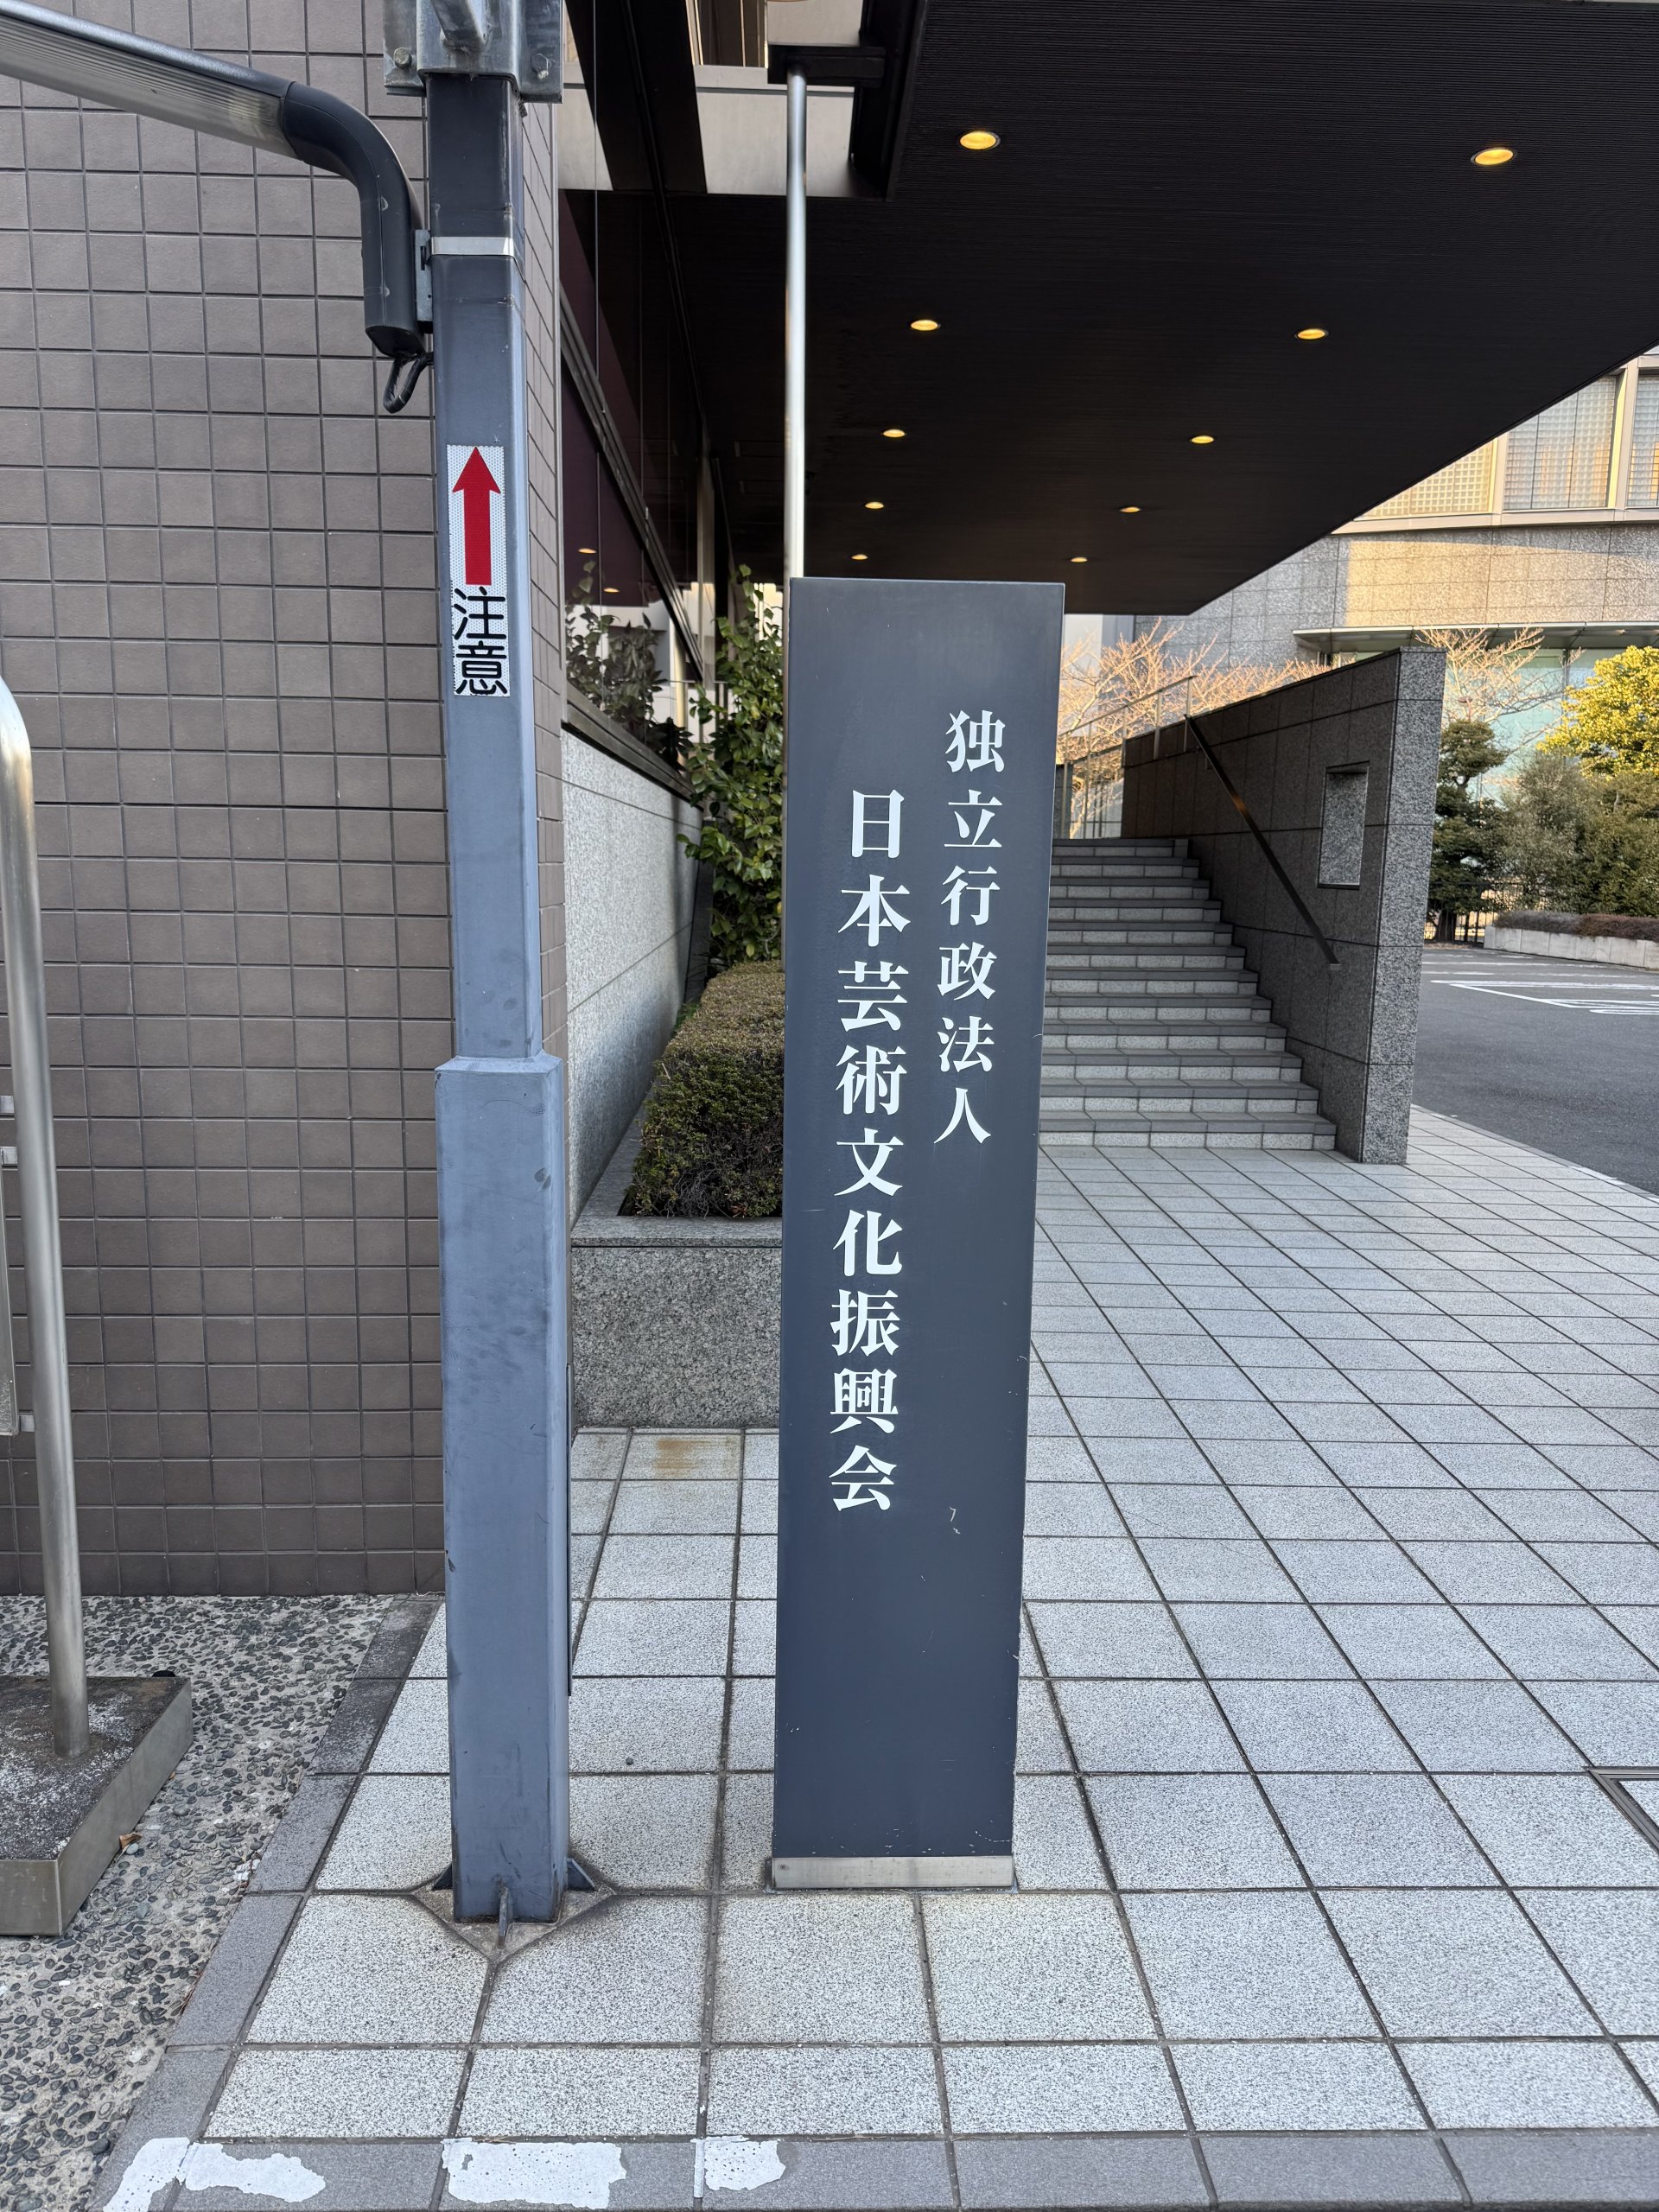 注意
独立行政法人
日本芸術文化振興会